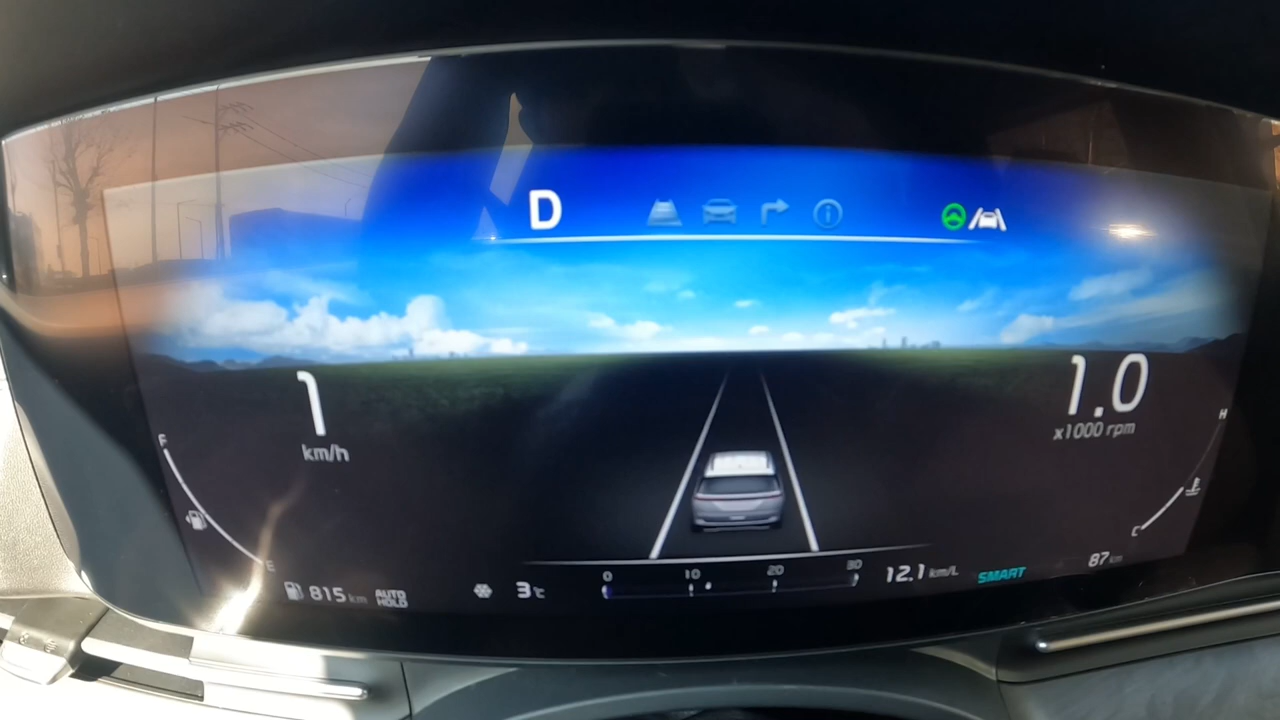 D
1
km/h
1.0
x1000 rpm
F
E
H
C
815 km
AUTO
HOLD
3℃
0 10 20 30
12.1 km/L
SMART
87 km